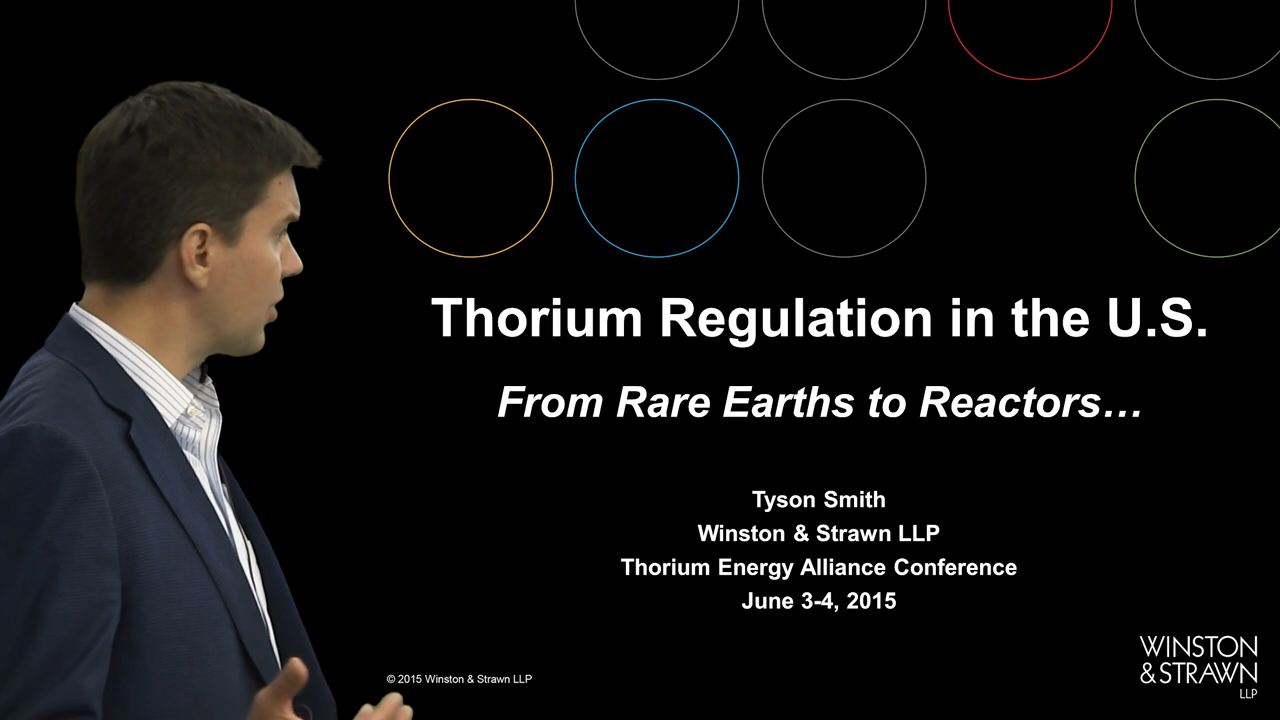 Thorium Regulation in the U.S.
From Rare Earths to Reactors…
Tyson Smith
Winston & Strawn LLP
Thorium Energy Alliance Conference
June 3-4, 2015
© 2015 Winston & Strawn LLP
WINSTON
& STRAWN
LLP